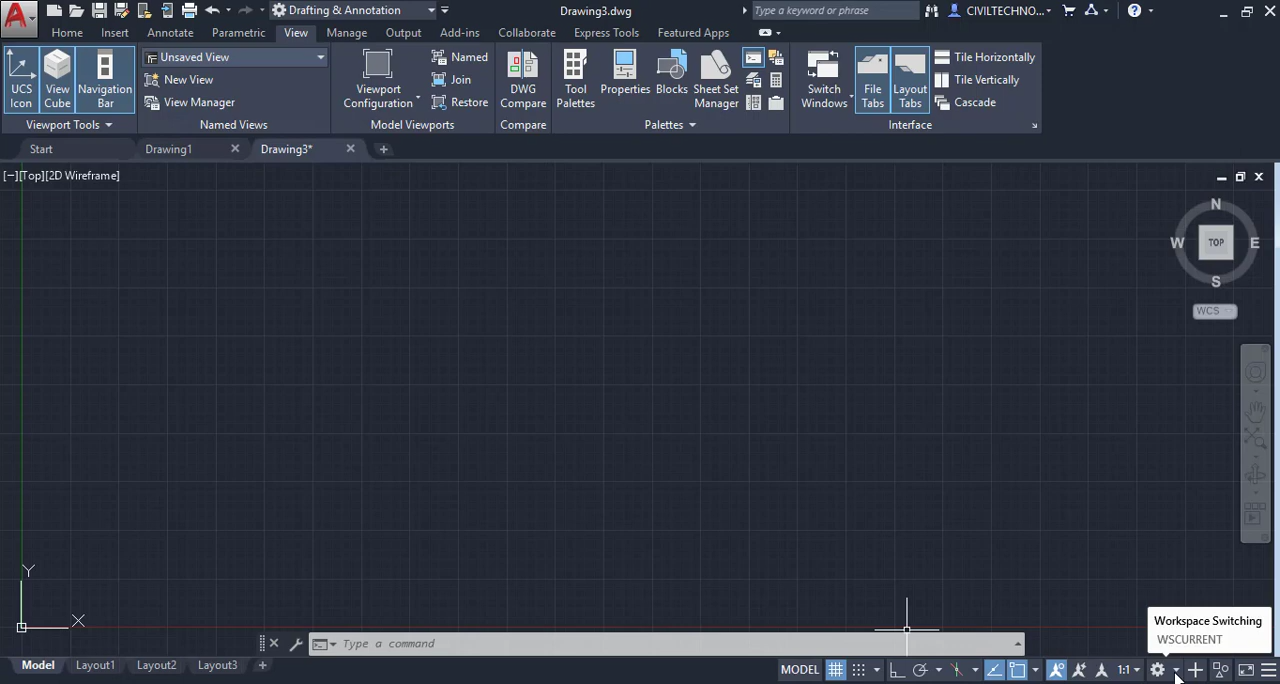 Drafting & Annotation
Drawing3.dwg
Type a keyword or phrase
CIVILTECHNO...
Home Insert Annotate Parametric View Manage Output Add-ins Collaborate Express Tools Featured Apps
UCS Icon
View Cube
Navigation Bar
Viewport Tools
Unsaved View
New View
View Manager
Named Views
Viewport Configuration
Named
Join
Restore
Model Viewports
DWG Compare
Compare
Tool Palettes
Properties
Blocks
Sheet Set Manager
Palettes
Switch Windows
File Tabs
Layout Tabs
Tile Horizontally
Tile Vertically
Cascade
Interface
Start Drawing1 Drawing3*
[−][Top][2D Wireframe]
N
W TOP E
S
WCS
Y
X
Workspace Switching
WSCURRENT
Type a command
Model Layout1 Layout2 Layout3 MODEL 1:1